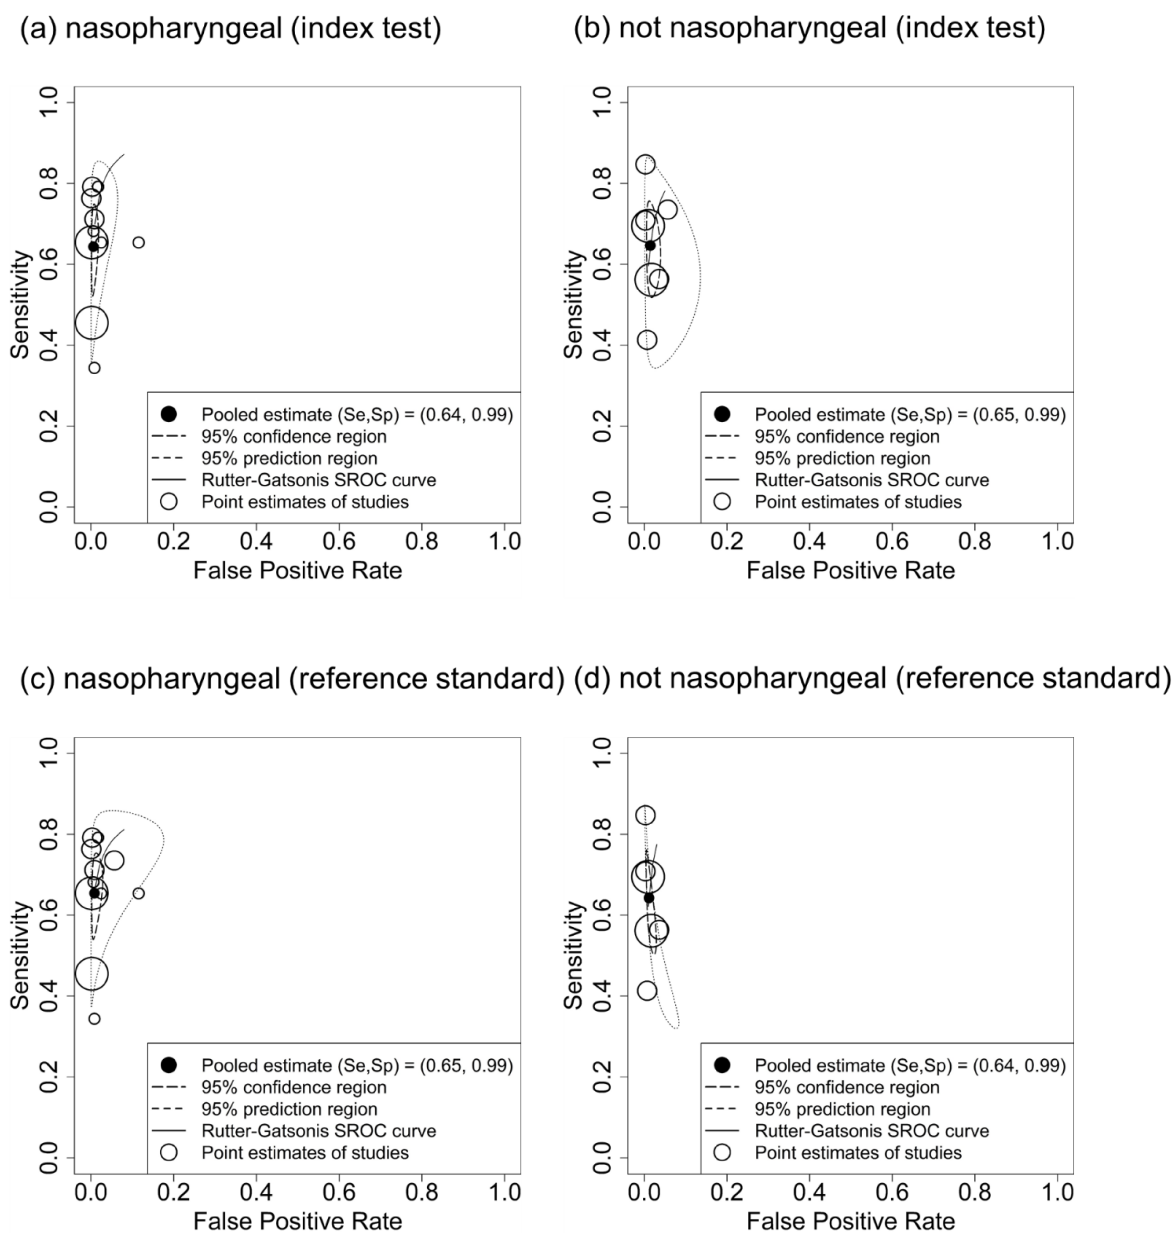 (a) nasopharyngeal (index test)
1.0
0.8
0.6
0.4
0.2
0.0
Sensitivity
Pooled estimate (Se,Sp) = (0.64, 0.99)
95% confidence region
95% prediction region
Rutter-Gatsonis SROC curve
Point estimates of studies
0.0 0.2 0.4 0.6 0.8 1.0
False Positive Rate
(b) not nasopharyngeal (index test)
1.0
0.8
0.6
0.4
0.2
0.0
Sensitivity
Pooled estimate (Se,Sp) = (0.65, 0.99)
95% confidence region
95% prediction region
Rutter-Gatsonis SROC curve
Point estimates of studies
0.0 0.2 0.4 0.6 0.8 1.0
False Positive Rate
(c) nasopharyngeal (reference standard)
1.0
0.8
0.6
0.4
0.2
0.0
Sensitivity
Pooled estimate (Se,Sp) = (0.65, 0.99)
95% confidence region
95% prediction region
Rutter-Gatsonis SROC curve
Point estimates of studies
0.0 0.2 0.4 0.6 0.8 1.0
False Positive Rate
(d) not nasopharyngeal (reference standard)
1.0
0.8
0.6
0.4
0.2
0.0
Sensitivity
Pooled estimate (Se,Sp) = (0.64, 0.99)
95% confidence region
95% prediction region
Rutter-Gatsonis SROC curve
Point estimates of studies
0.0 0.2 0.4 0.6 0.8 1.0
False Positive Rate